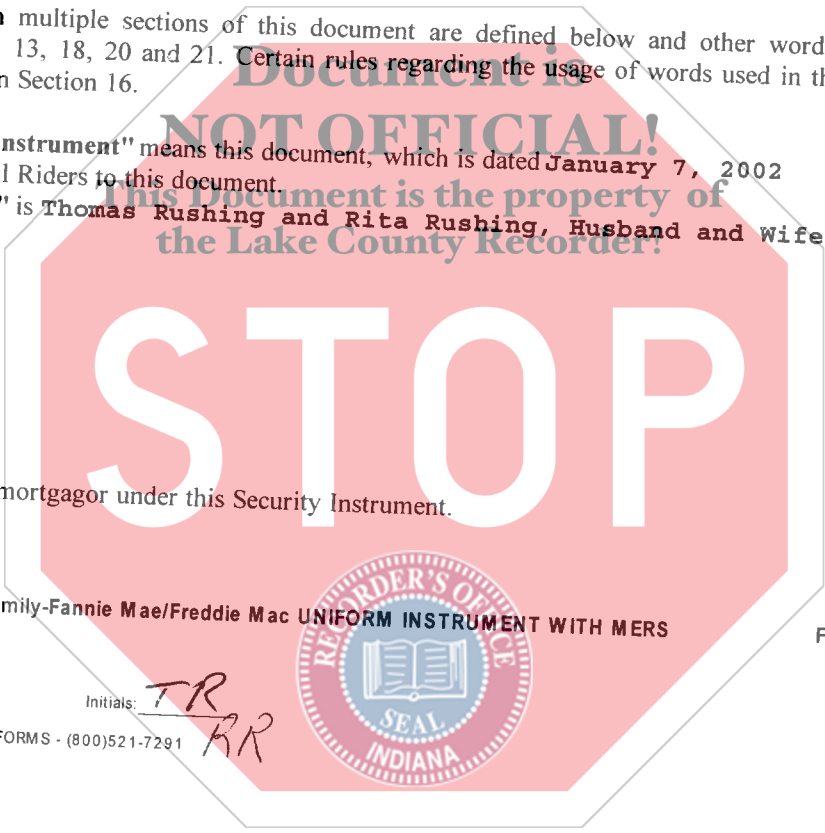 multiple sections of this document are defined below and other word
13, 18, 20 and 21. Certain rules regarding the usage of words used in th
n Section 16.
Document is
NOT OFFICIAL!
This Document is the property of
the Lake County Recorder!
nstrument" means this document, which is dated January 7, 2002
l Riders to this document.
" is Thomas Rushing and Rita Rushing, Husband and Wife
STOP
mortgagor under this Security Instrument.
mily-Fannie Mae/Freddie Mac UNIFORM INSTRUMENT WITH MERS
F
RECORDER'S OFFICE
SEAL
INDIANA
Initials: TR
RR
FORMS - (800)521-7291